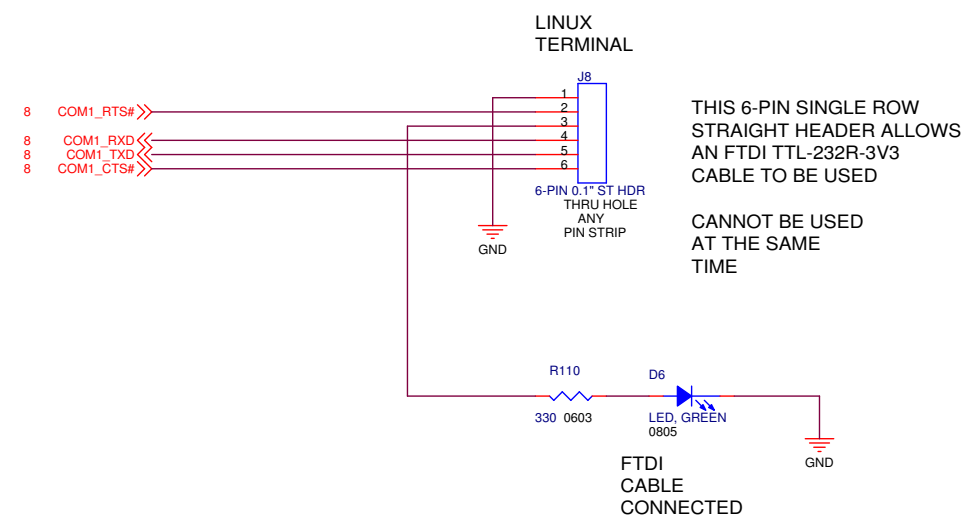 LINUX
TERMINAL
J8
8 COM1_RTS#
8 COM1_RXD
8 COM1_TXD
8 COM1_CTS#
1
2
3
4
5
6
6-PIN 0.1" ST HDR
THRU HOLE
ANY
PIN STRIP
GND
THIS 6-PIN SINGLE ROW
STRAIGHT HEADER ALLOWS
AN FTDI TTL-232R-3V3
CABLE TO BE USED
CANNOT BE USED
AT THE SAME
TIME
R110
330 0603
D6
LED, GREEN
0805
GND
FTDI
CABLE
CONNECTED